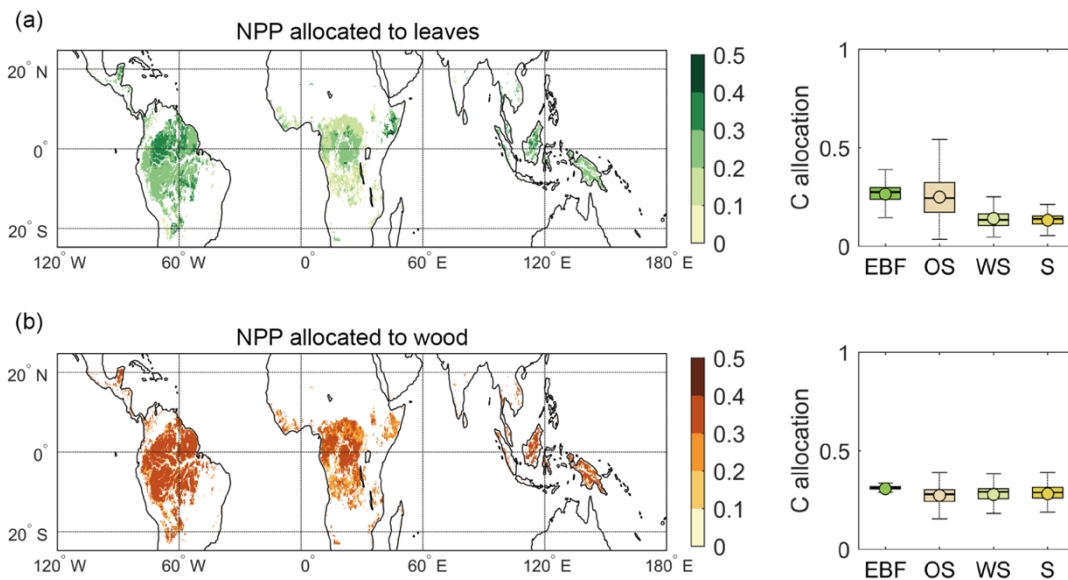 (a)
NPP allocated to leaves
20° N
0°
20° S
120° W
60° W
0°
60° E
120° E
180° E
0.5
0.4
0.3
0.2
0.1
0
C allocation
1
0.5
0
EBF OS WS S
(b)
NPP allocated to wood
20° N
0°
20° S
120° W
60° W
0°
60° E
120° E
180° E
0.5
0.4
0.3
0.2
0.1
0
C allocation
1
0.5
0
EBF OS WS S